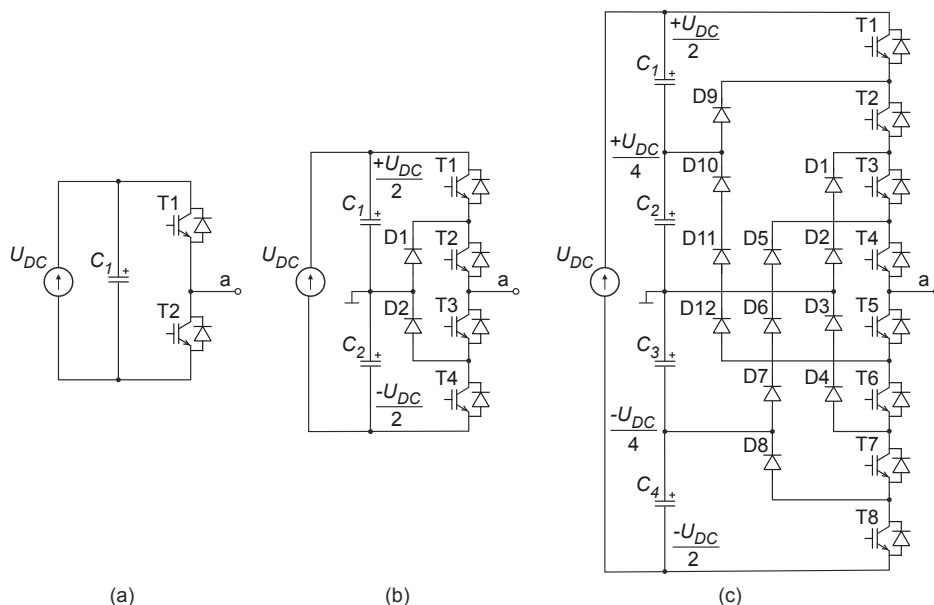 U_DC
C_1
T1
T2
a
(a)
U_DC
+U_DC
2
C_1
C_2
-U_DC
2
D1
D2
T1
T2
T3
T4
a
(b)
U_DC
+U_DC
2
C_1
+U_DC
4
C_2
C_3
-U_DC
4
C_4
-U_DC
2
D9
D10
D11
D12
D5
D6
D7
D8
D1
D2
D3
D4
T1
T2
T3
T4
a
T5
T6
T7
T8
(c)